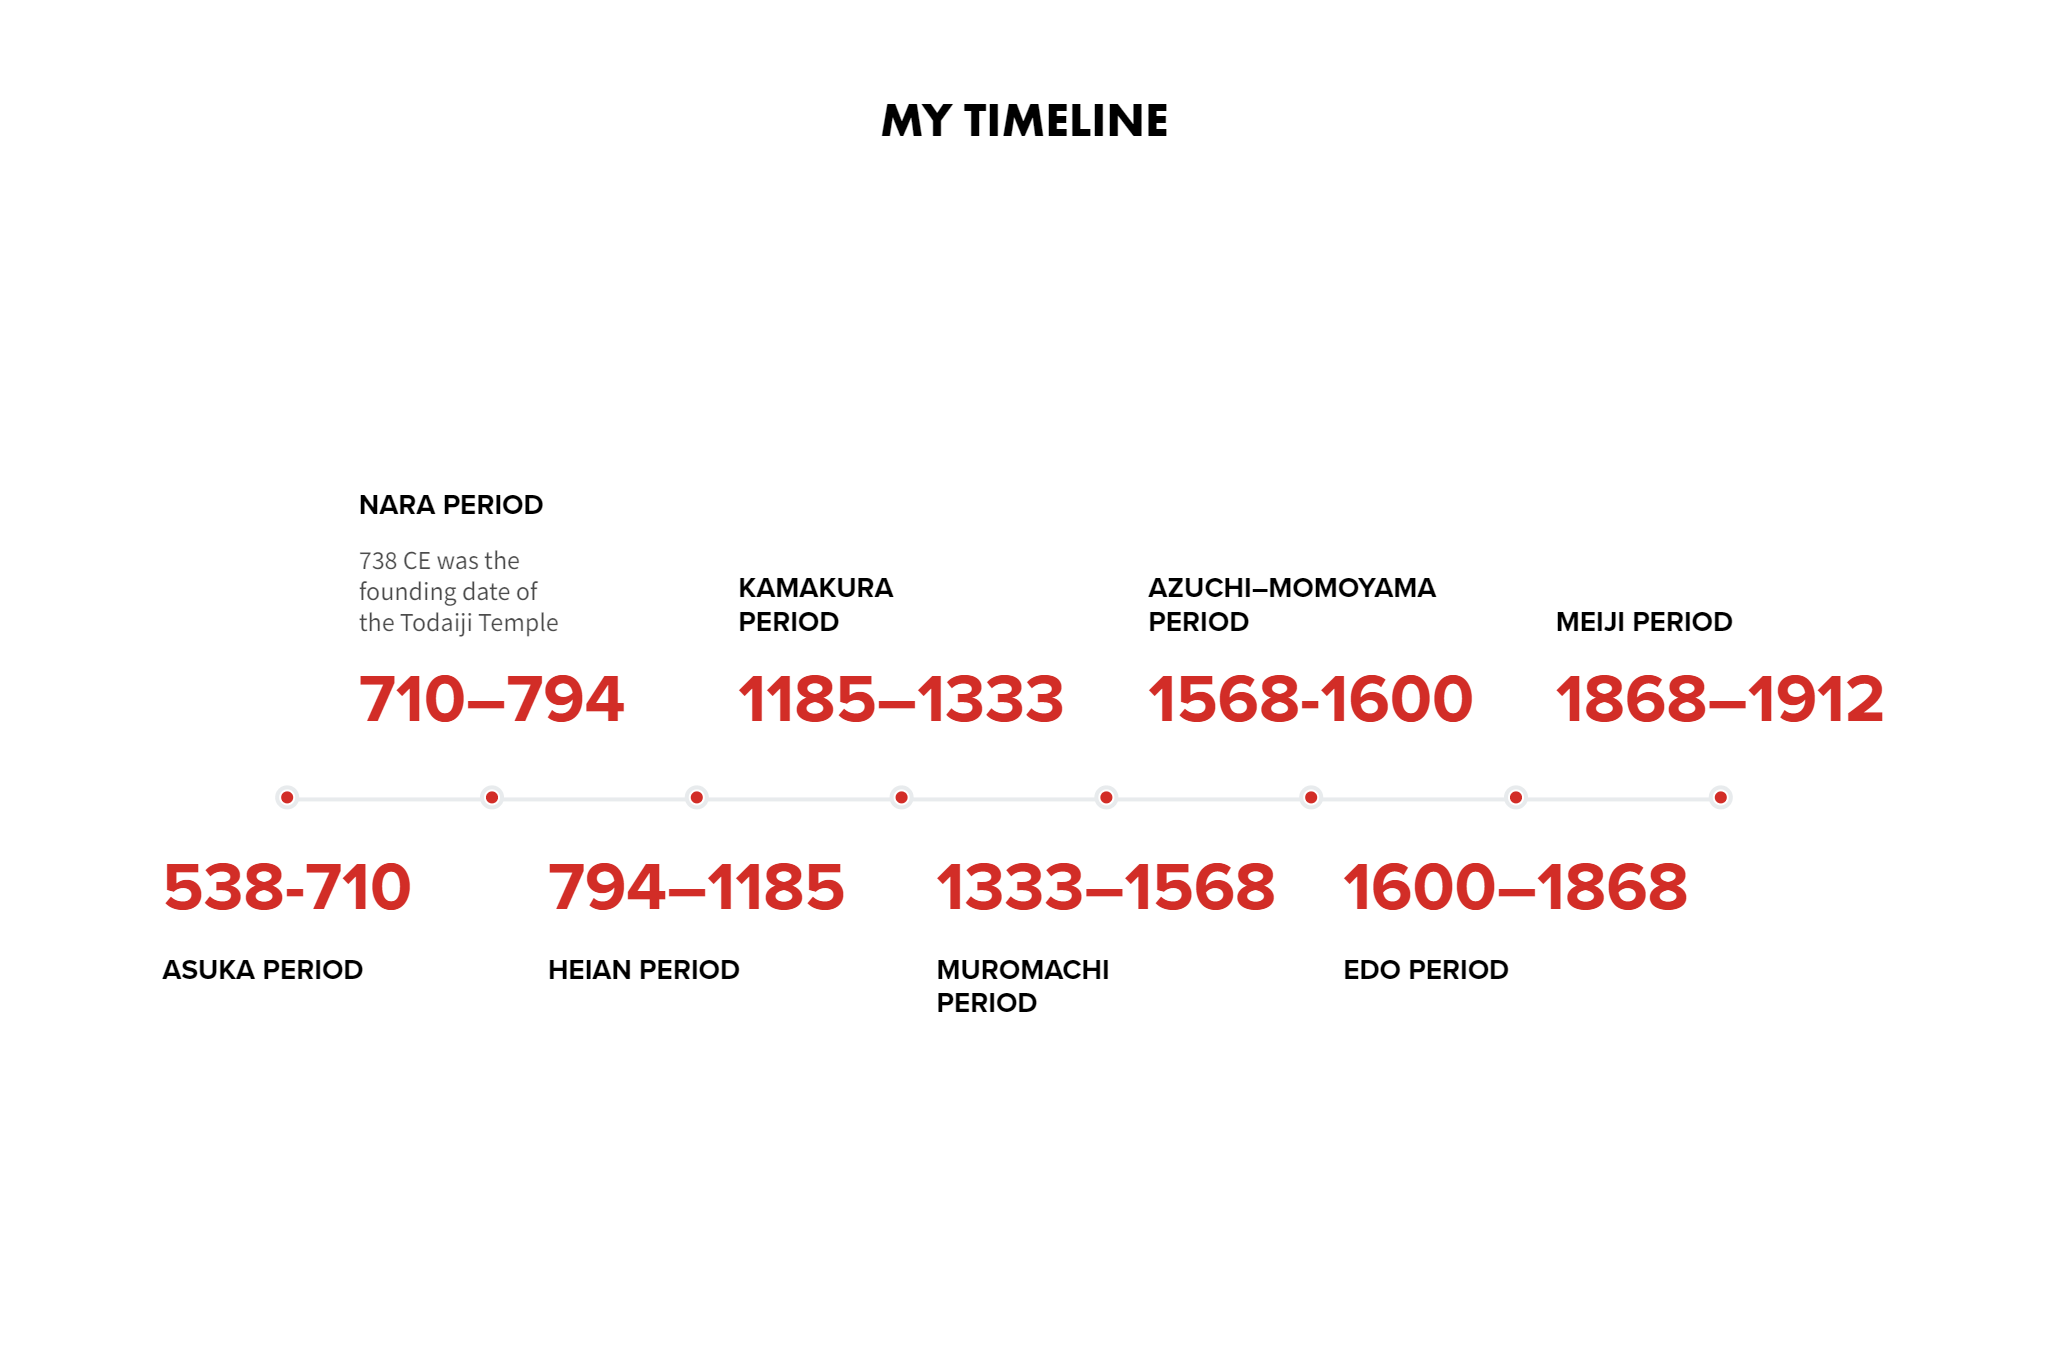 MY TIMELINE
NARA PERIOD
738 CE was the
founding date of
the Todaiji Temple
710–794
KAMAKURA
PERIOD
1185–1333
AZUCHI–MOMOYAMA
PERIOD
1568-1600
MEIJI PERIOD
1868–1912
538-710
ASUKA PERIOD
794–1185
HEIAN PERIOD
1333–1568
MUROMACHI
PERIOD
1600–1868
EDO PERIOD